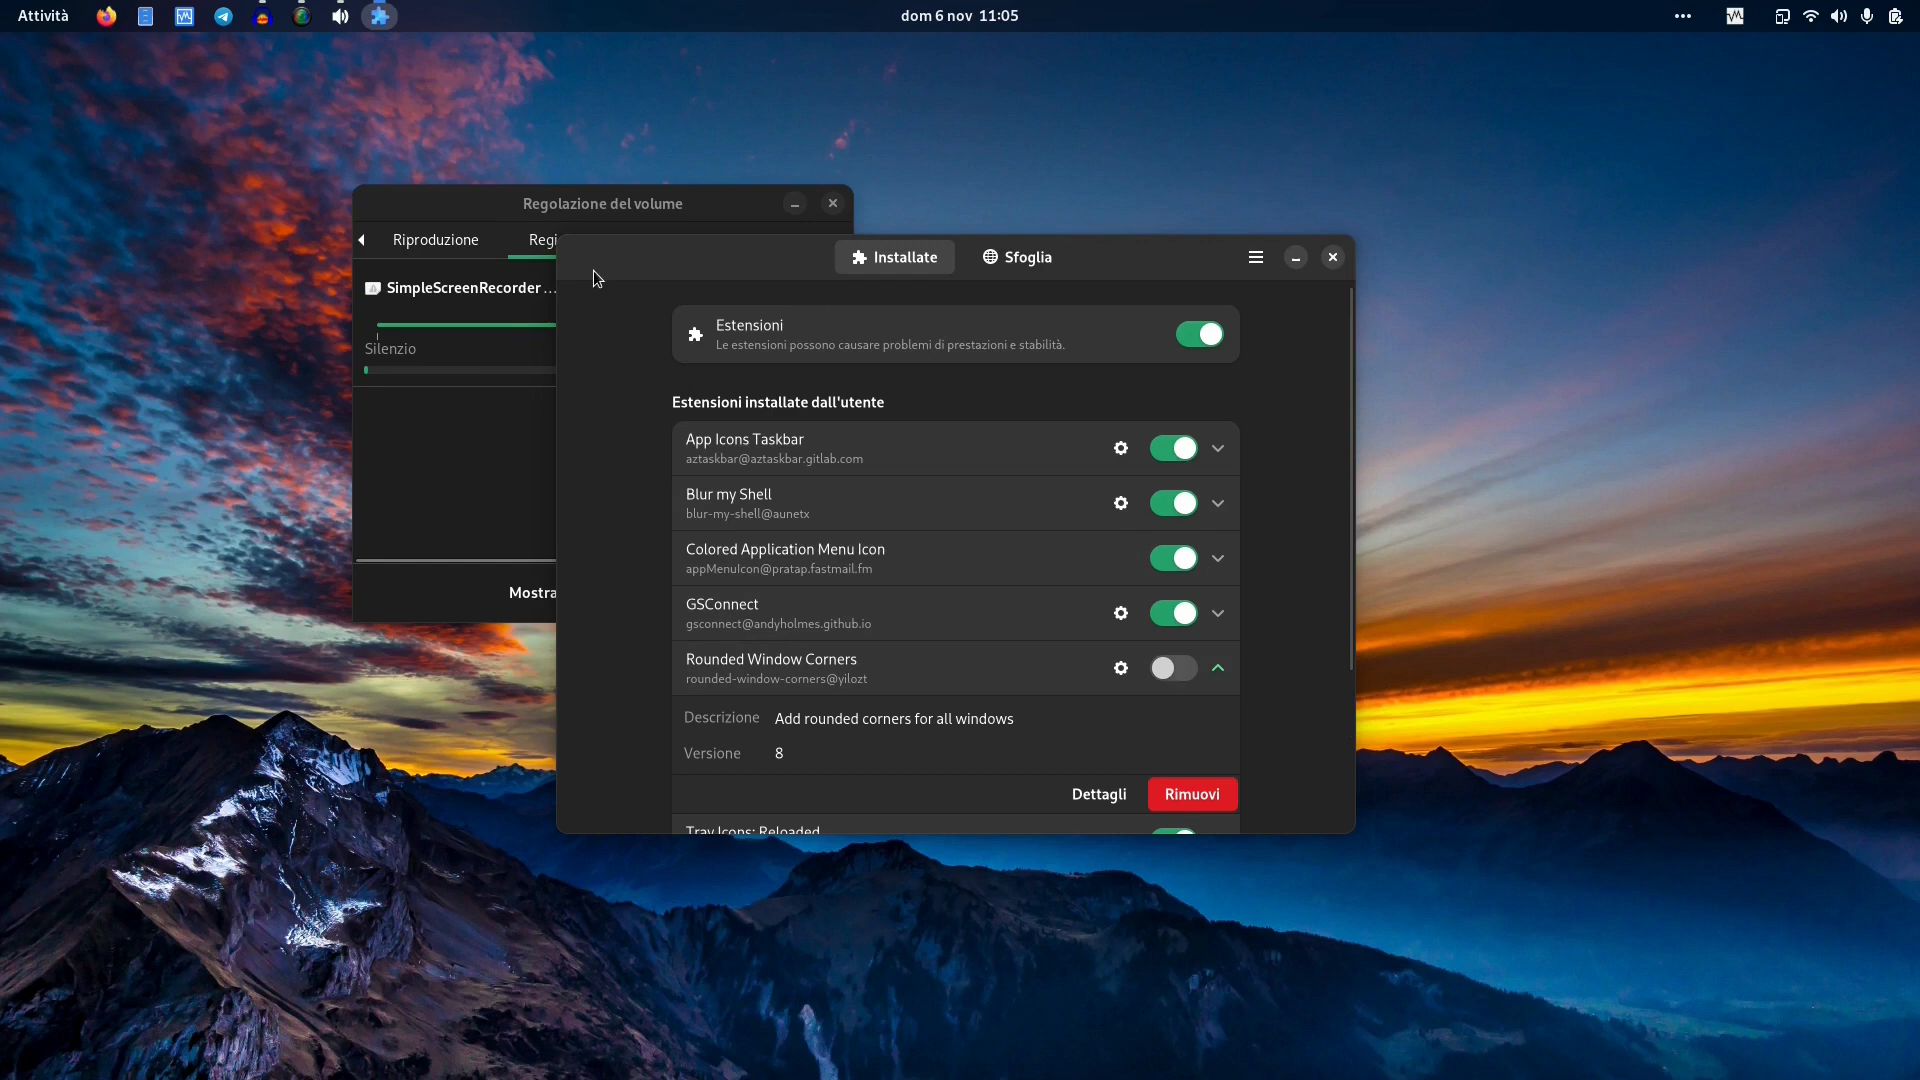 Attività
dom 6 nov 11:05
Regolazione del volume
Riproduzione
Regi
SimpleScreenRecorder ...
Silenzio
Mostra
Installate
Sfoglia
Estensioni
Le estensioni possono causare problemi di prestazioni e stabilità.
Estensioni installate dall'utente
App Icons Taskbar
aztaskbar@aztaskbar.gitlab.com
Blur my Shell
blur-my-shell@aunetx
Colored Application Menu Icon
appMenuIcon@pratap.fastmail.fm
GSConnect
gsconnect@andyholmes.github.io
Rounded Window Corners
rounded-window-corners@yilozt
Descrizione Add rounded corners for all windows
Versione 8
Dettagli
Rimuovi
Tray Icons: Reloaded